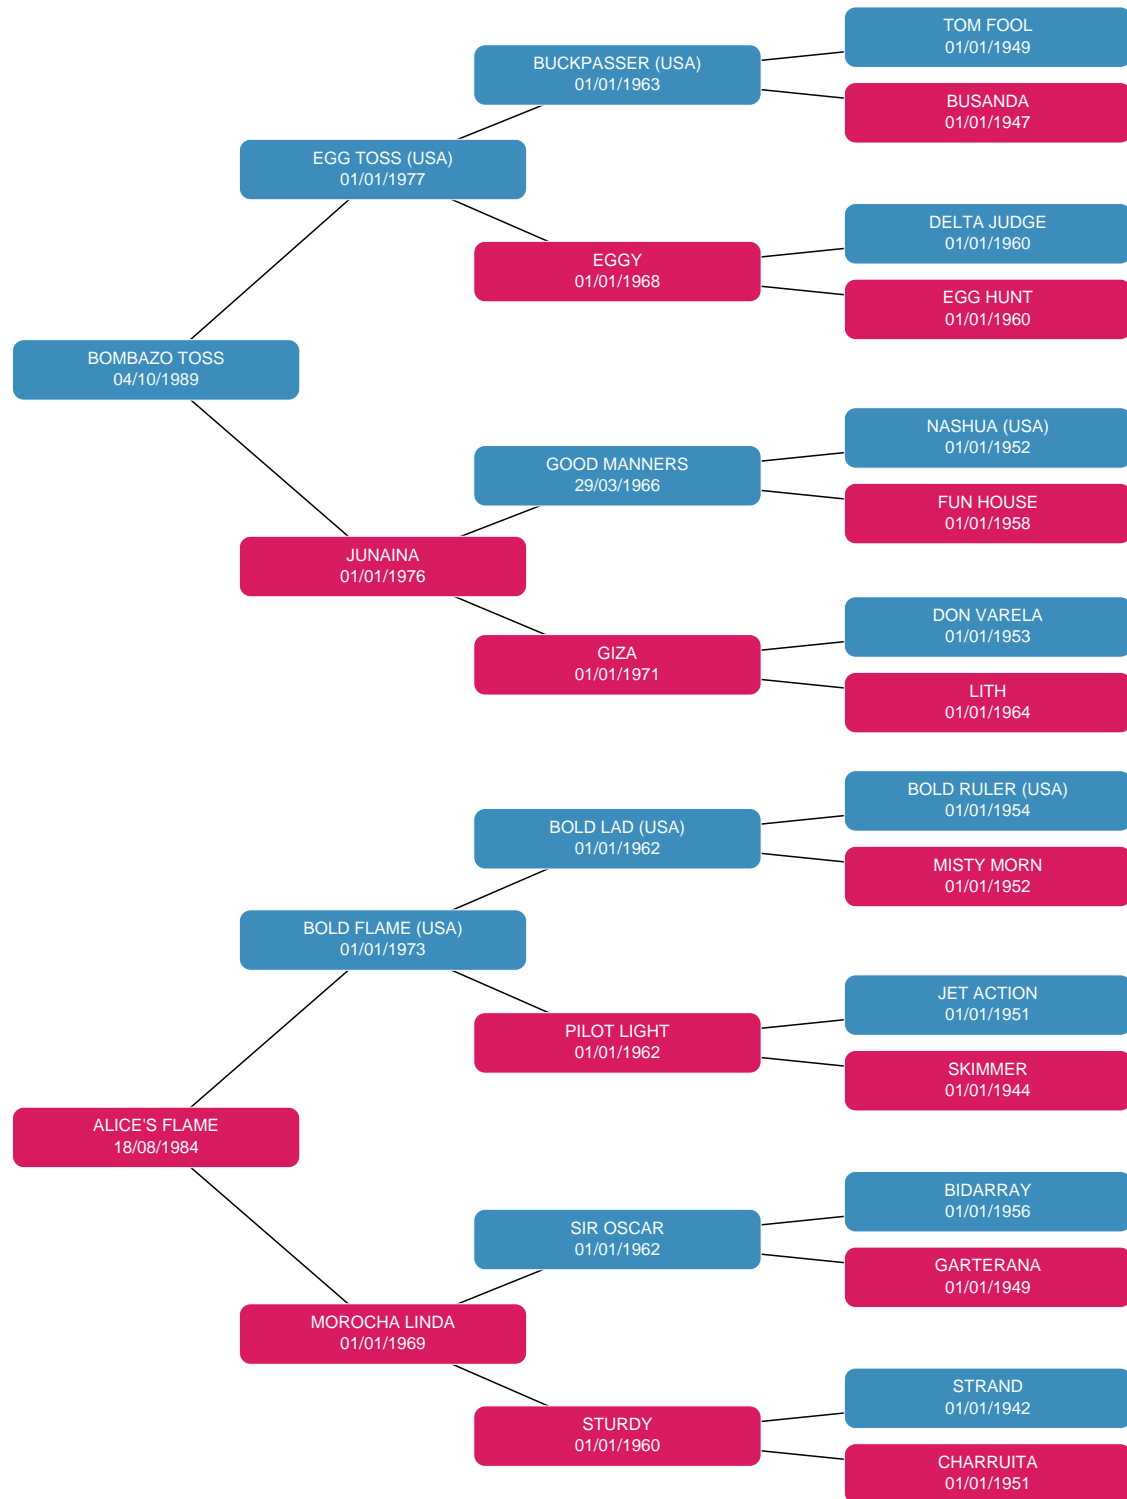 TOM FOOL
01/01/1949
BUCKPASSER (USA)
01/01/1963
BUSANDA
01/01/1947
EGG TOSS (USA)
01/01/1977
DELTA JUDGE
01/01/1960
EGGY
01/01/1968
EGG HUNT
01/01/1960
BOMBAZO TOSS
04/10/1989
NASHUA (USA)
01/01/1952
GOOD MANNERS
29/03/1966
FUN HOUSE
01/01/1958
JUNAINA
01/01/1976
DON VARELA
01/01/1953
GIZA
01/01/1971
LITH
01/01/1964
BOLD RULER (USA)
01/01/1954
BOLD LAD (USA)
01/01/1962
MISTY MORN
01/01/1952
BOLD FLAME (USA)
01/01/1973
JET ACTION
01/01/1951
PILOT LIGHT
01/01/1962
SKIMMER
01/01/1944
ALICE'S FLAME
18/08/1984
BIDARRAY
01/01/1956
SIR OSCAR
01/01/1962
GARTERANA
01/01/1949
MOROCHA LINDA
01/01/1969
STRAND
01/01/1942
STURDY
01/01/1960
CHARRUITA
01/01/1951